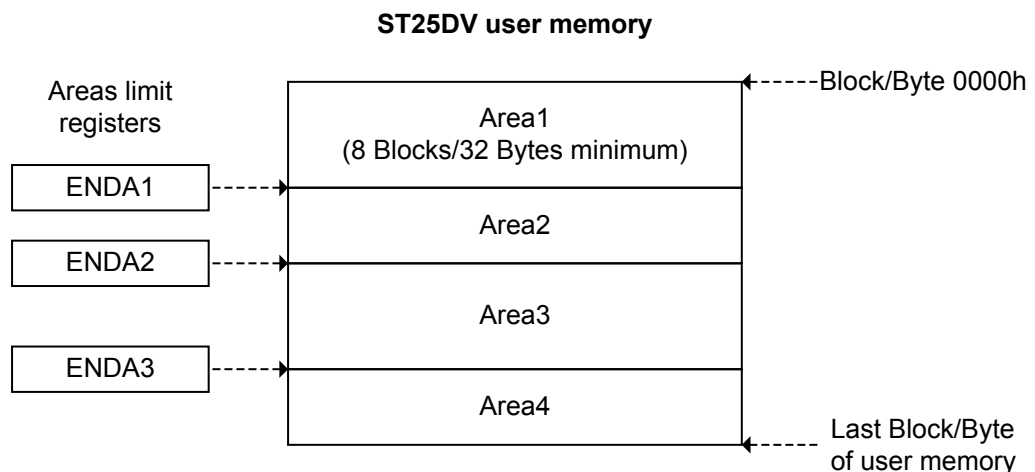 ST25DV user memory
Areas limit
registers
Block/Byte 0000h
Area1
(8 Blocks/32 Bytes minimum)
ENDA1
Area2
ENDA2
Area3
ENDA3
Area4
Last Block/Byte
of user memory